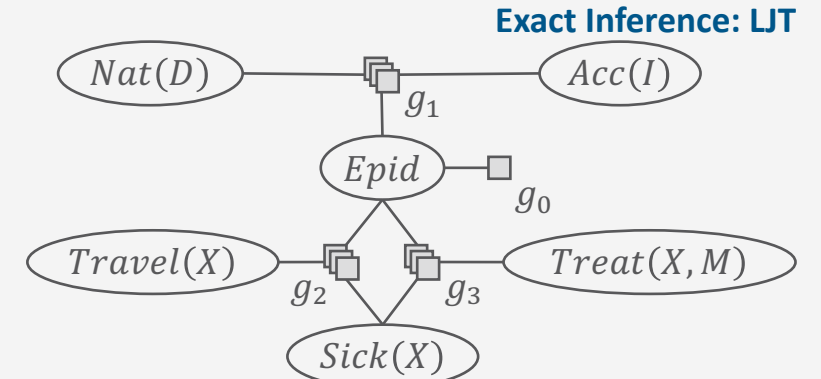 Exact Inference: LJT
Nat(D)
Acc(I)
g₁
Epid
g₀
Travel(X)
Treat(X, M)
g₂
g₃
Sick(X)